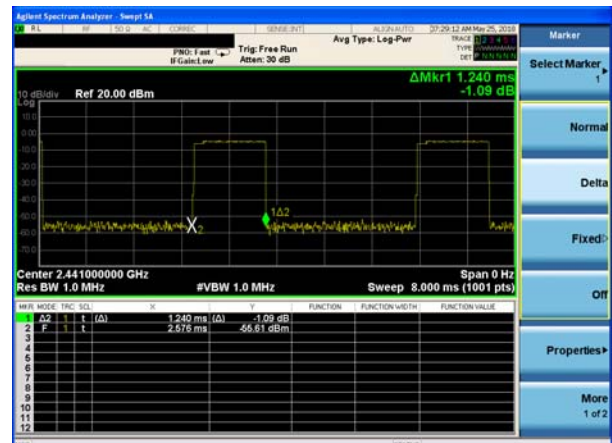 Agilent Spectrum Analyzer - Swept SA
RL RF 50 Ω AC CORREC SENSE:INT ALIGN AUTO 07:29:12 AM May 25, 2018
Marker
Avg Type: Log-Pwr TRACE 1 2 3 4 5 6
PNO: Fast Trig: Free Run TYPE
IFGain:Low Atten: 30 dB DET P N N N N N
Select Marker
1
ΔMkr1 1.240 ms
-1.09 dB
10 dB/div Ref 20.00 dBm
Log
10.0
0.00
-10.0
-20.0
-30.0
-40.0
-50.0
-60.0
-70.0
1Δ2
X2
Normal
Delta
Fixed
Off
Center 2.441000000 GHz Span 0 Hz
Res BW 1.0 MHz #VBW 1.0 MHz Sweep 8.000 ms (1001 pts)
MKR MODE TRC SCL X Y FUNCTION FUNCTION WIDTH FUNCTION VALUE
1 Δ2 1 t (Δ) 1.240 ms (Δ) -1.09 dB
2 F 1 t 2.576 ms -55.61 dBm
3
4
5
6
7
8
9
10
11
12
Properties
More
1 of 2